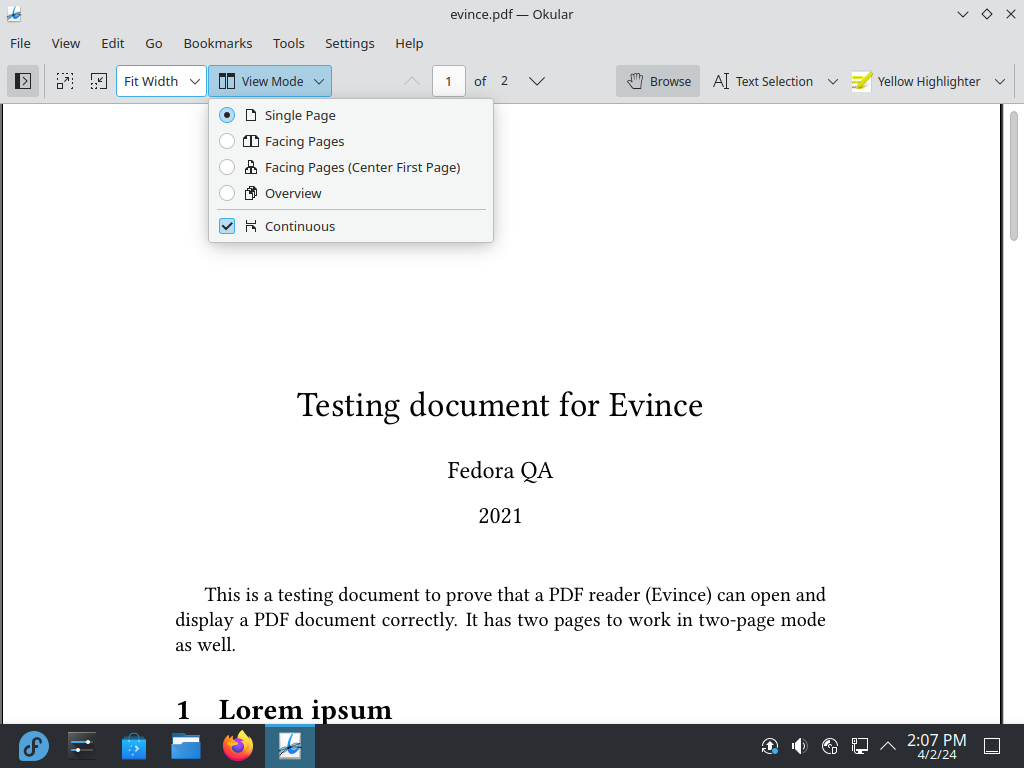 evince.pdf — Okular
File View Edit Go Bookmarks Tools Settings Help
Fit Width View Mode 1 of 2 Browse Text Selection Yellow Highlighter
Single Page
Facing Pages
Facing Pages (Center First Page)
Overview
Continuous
Testing document for Evince
Fedora QA
2021
This is a testing document to prove that a PDF reader (Evince) can open and
display a PDF document correctly. It has two pages to work in two-page mode
as well.
1 Lorem ipsum
2:07 PM
4/2/24